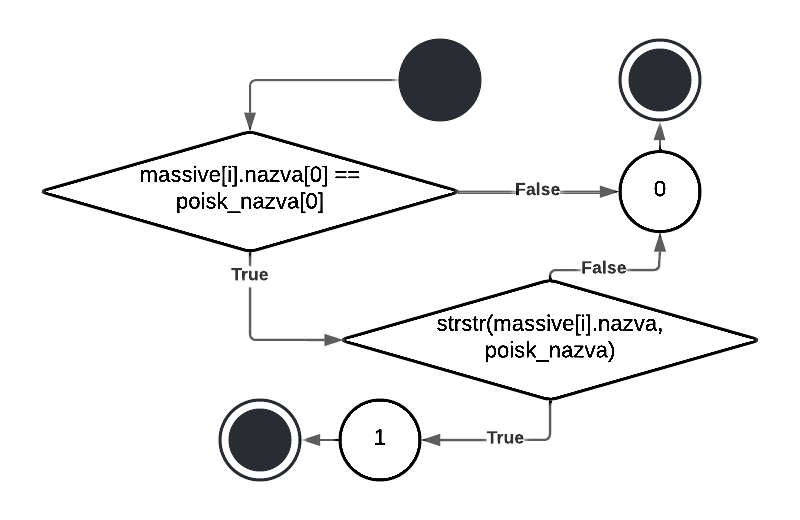 massive[i].nazva[0] ==
poisk_nazva[0]
False
0
True
False
strstr(massive[i].nazva,
poisk_nazva)
True
1